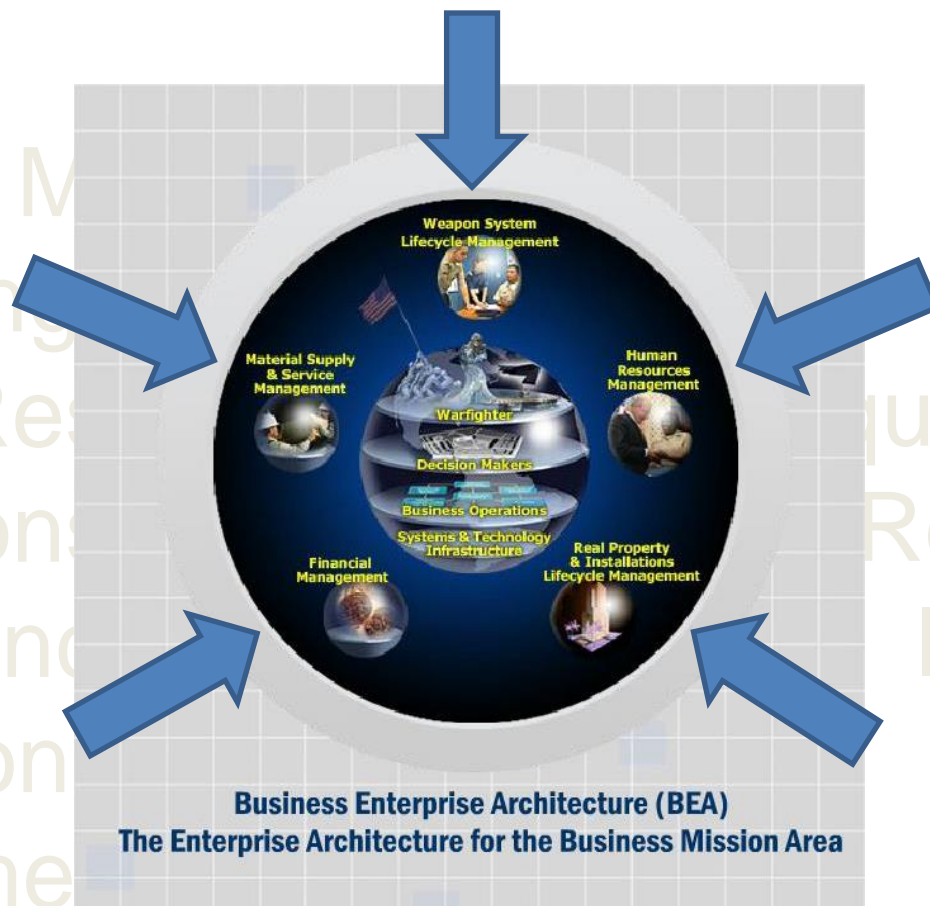 Weapon System
Lifecycle Management
Material Supply
& Service
Management
Human
Resources
Management
Warfighter
Decision Makers
Business Operations
Systems & Technology
Infrastructure
Financial
Management
Real Property
& Installations
Lifecycle Management
Business Enterprise Architecture (BEA)
The Enterprise Architecture for the Business Mission Area